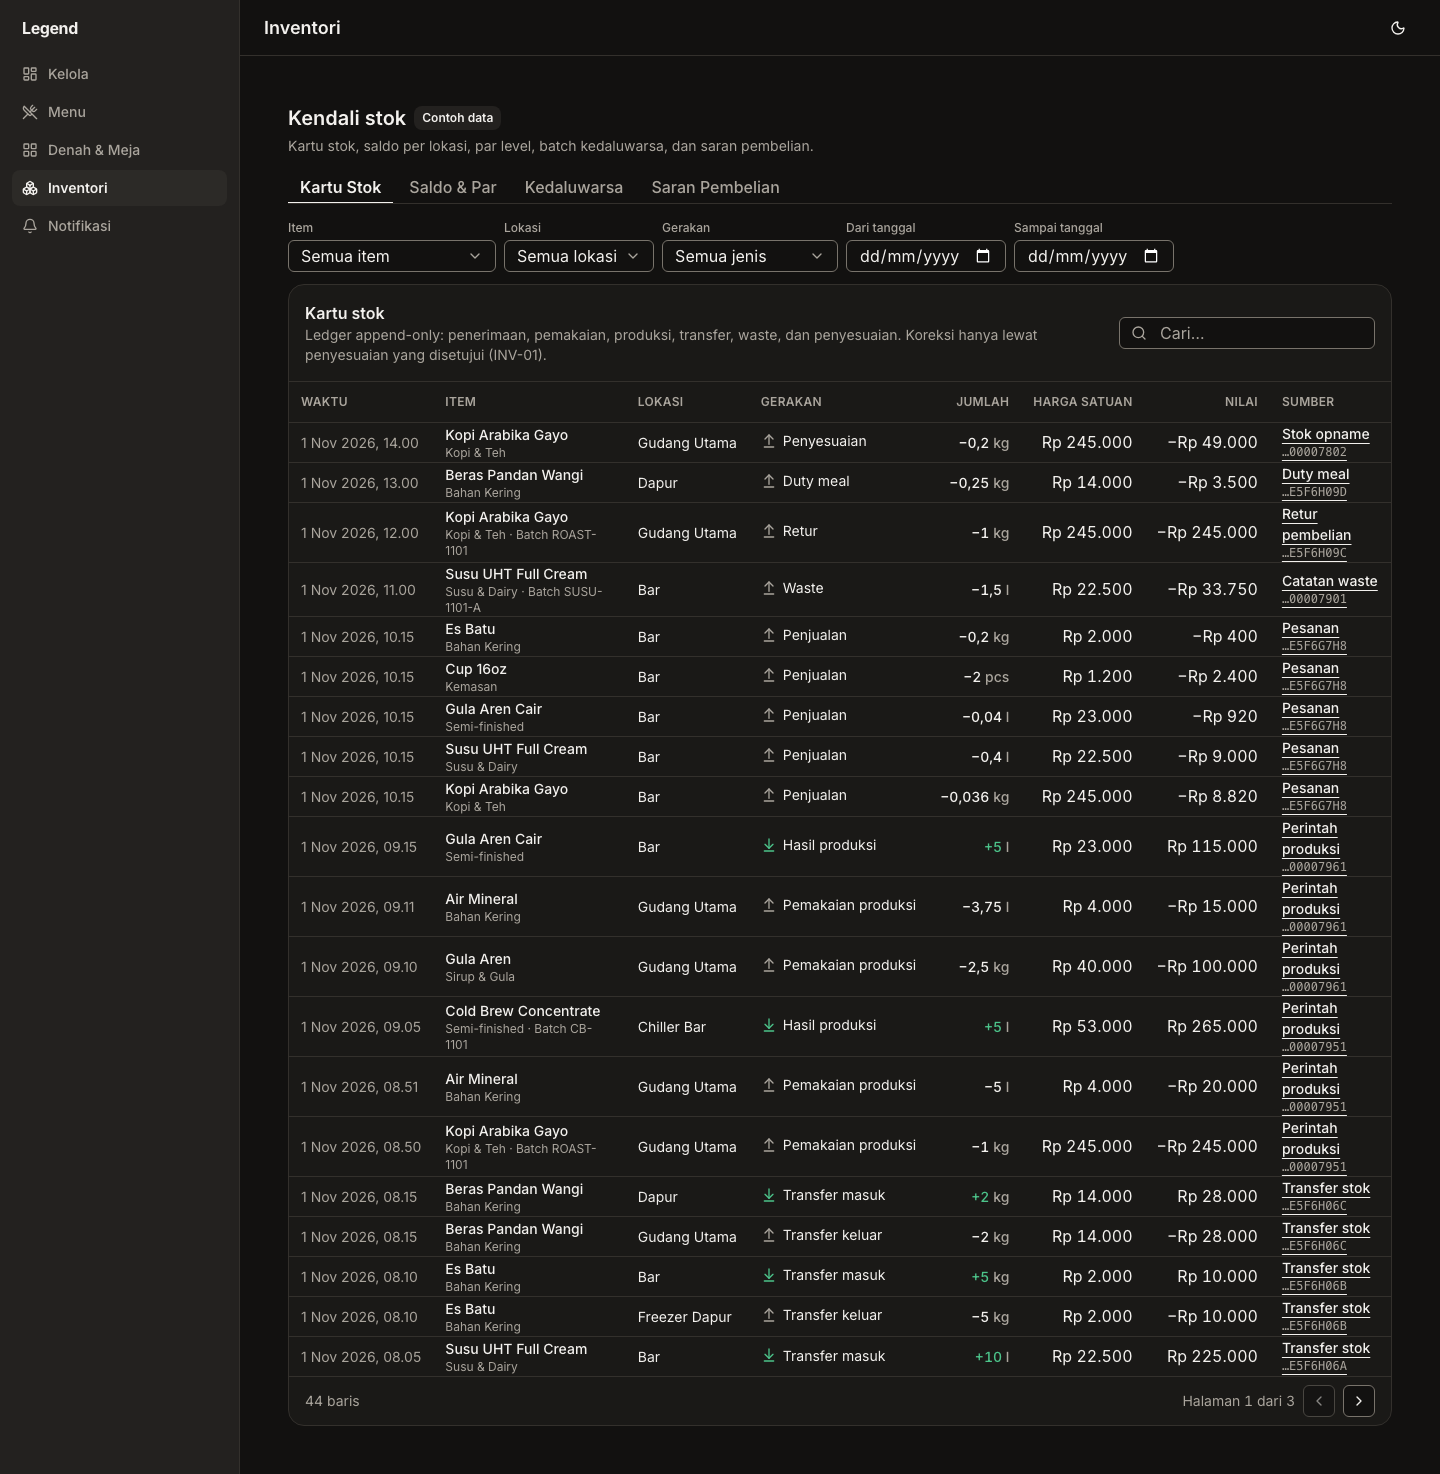 Legend
Kelola
Menu
Denah & Meja
Inventori
Notifikasi
Inventori
Kendali stok
Contoh data
Kartu stok, saldo per lokasi, par level, batch kedaluwarsa, dan saran pembelian.
Kartu Stok
Saldo & Par
Kedaluwarsa
Saran Pembelian
Item
Lokasi
Gerakan
Dari tanggal
Sampai tanggal
Semua item
Semua lokasi
Semua jenis
dd/mm/yyyy
dd/mm/yyyy
Kartu stok
Ledger append-only: penerimaan, pemakaian, produksi, transfer, waste, dan penyesuaian. Koreksi hanya lewat
penyesuaian yang disetujui (INV-01).
Cari...
WAKTU ITEM LOKASI GERAKAN JUMLAH HARGA SATUAN NILAI SUMBER
1 Nov 2026, 14.00
Kopi Arabika Gayo
Kopi & Teh
Gudang Utama
Penyesuaian
−0,2 kg
Rp 245.000
−Rp 49.000
Stok opname
…00007802
1 Nov 2026, 13.00
Beras Pandan Wangi
Bahan Kering
Dapur
Duty meal
−0,25 kg
Rp 14.000
−Rp 3.500
Duty meal
…E5F6H09D
1 Nov 2026, 12.00
Kopi Arabika Gayo
Kopi & Teh · Batch ROAST-
1101
Gudang Utama
Retur
−1 kg
Rp 245.000
−Rp 245.000
Retur
pembelian
…E5F6H09C
1 Nov 2026, 11.00
Susu UHT Full Cream
Susu & Dairy · Batch SUSU-
1101-A
Bar
Waste
−1,5 l
Rp 22.500
−Rp 33.750
Catatan waste
…00007901
1 Nov 2026, 10.15
Es Batu
Bahan Kering
Bar
Penjualan
−0,2 kg
Rp 2.000
−Rp 400
Pesanan
…E5F6G7H8
1 Nov 2026, 10.15
Cup 16oz
Kemasan
Bar
Penjualan
−2 pcs
Rp 1.200
−Rp 2.400
Pesanan
…E5F6G7H8
1 Nov 2026, 10.15
Gula Aren Cair
Semi-finished
Bar
Penjualan
−0,04 l
Rp 23.000
−Rp 920
Pesanan
…E5F6G7H8
1 Nov 2026, 10.15
Susu UHT Full Cream
Susu & Dairy
Bar
Penjualan
−0,4 l
Rp 22.500
−Rp 9.000
Pesanan
…E5F6G7H8
1 Nov 2026, 10.15
Kopi Arabika Gayo
Kopi & Teh
Bar
Penjualan
−0,036 kg
Rp 245.000
−Rp 8.820
Pesanan
…E5F6G7H8
1 Nov 2026, 09.15
Gula Aren Cair
Semi-finished
Bar
Hasil produksi
+5 l
Rp 23.000
Rp 115.000
Perintah
produksi
…00007961
1 Nov 2026, 09.11
Air Mineral
Bahan Kering
Gudang Utama
Pemakaian produksi
−3,75 l
Rp 4.000
−Rp 15.000
Perintah
produksi
…00007961
1 Nov 2026, 09.10
Gula Aren
Sirup & Gula
Gudang Utama
Pemakaian produksi
−2,5 kg
Rp 40.000
−Rp 100.000
Perintah
produksi
…00007961
1 Nov 2026, 09.05
Cold Brew Concentrate
Semi-finished · Batch CB-
1101
Chiller Bar
Hasil produksi
+5 l
Rp 53.000
Rp 265.000
Perintah
produksi
…00007951
1 Nov 2026, 08.51
Air Mineral
Bahan Kering
Gudang Utama
Pemakaian produksi
−5 l
Rp 4.000
−Rp 20.000
Perintah
produksi
…00007951
1 Nov 2026, 08.50
Kopi Arabika Gayo
Kopi & Teh · Batch ROAST-
1101
Gudang Utama
Pemakaian produksi
−1 kg
Rp 245.000
−Rp 245.000
Perintah
produksi
…00007951
1 Nov 2026, 08.15
Beras Pandan Wangi
Bahan Kering
Dapur
Transfer masuk
+2 kg
Rp 14.000
Rp 28.000
Transfer stok
…E5F6H06C
1 Nov 2026, 08.15
Beras Pandan Wangi
Bahan Kering
Gudang Utama
Transfer keluar
−2 kg
Rp 14.000
−Rp 28.000
Transfer stok
…E5F6H06C
1 Nov 2026, 08.10
Es Batu
Bahan Kering
Bar
Transfer masuk
+5 kg
Rp 2.000
Rp 10.000
Transfer stok
…E5F6H06B
1 Nov 2026, 08.10
Es Batu
Bahan Kering
Freezer Dapur
Transfer keluar
−5 kg
Rp 2.000
−Rp 10.000
Transfer stok
…E5F6H06B
1 Nov 2026, 08.05
Susu UHT Full Cream
Susu & Dairy
Bar
Transfer masuk
+10 l
Rp 22.500
Rp 225.000
Transfer stok
…E5F6H06A
44 baris
Halaman 1 dari 3